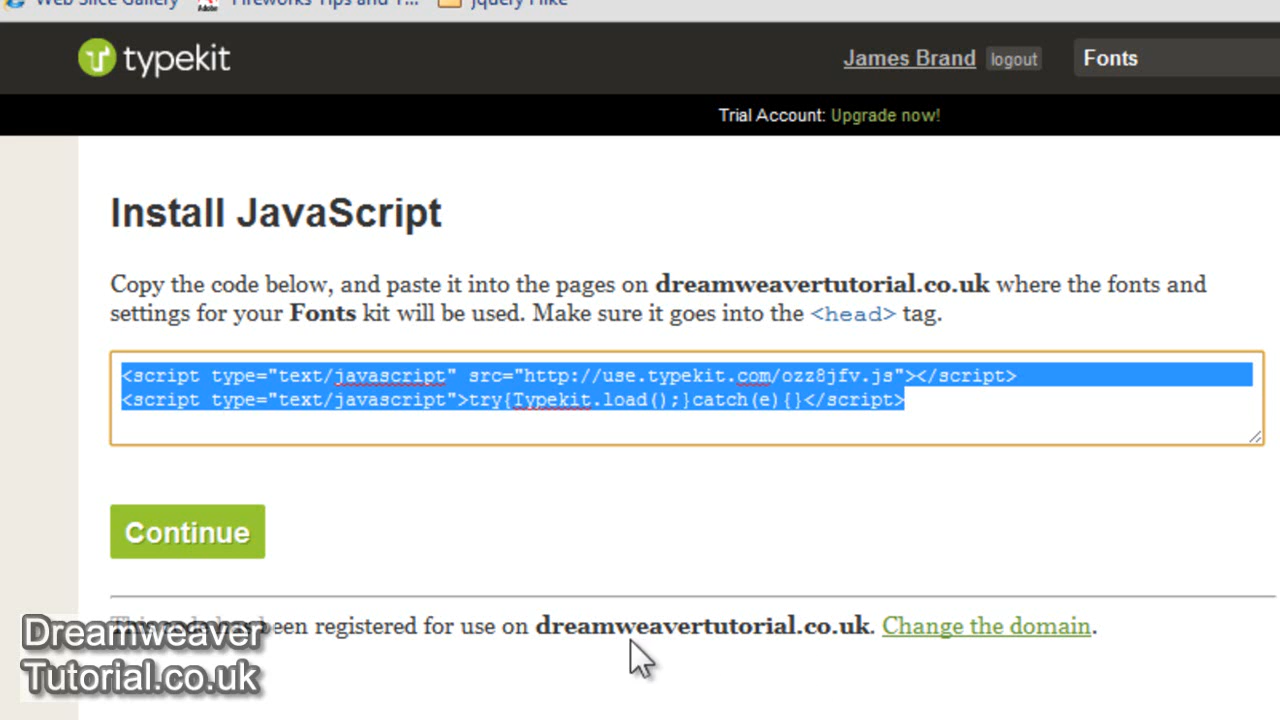 Web Slice Gallery Fireworks Tips and T... jquery Hike
typekit
James Brand logout Fonts
Trial Account: Upgrade now!
Install JavaScript
Copy the code below, and paste it into the pages on dreamweavertutorial.co.uk where the fonts and
settings for your Fonts kit will be used. Make sure it goes into the <head> tag.
<script type="text/javascript" src="http://use.typekit.com/ozz8jfv.js"></script>
<script type="text/javascript">try{Typekit.load();}catch(e){}</script>
Continue
This code has been registered for use on dreamweavertutorial.co.uk. Change the domain.
Dreamweaver
Tutorial.co.uk